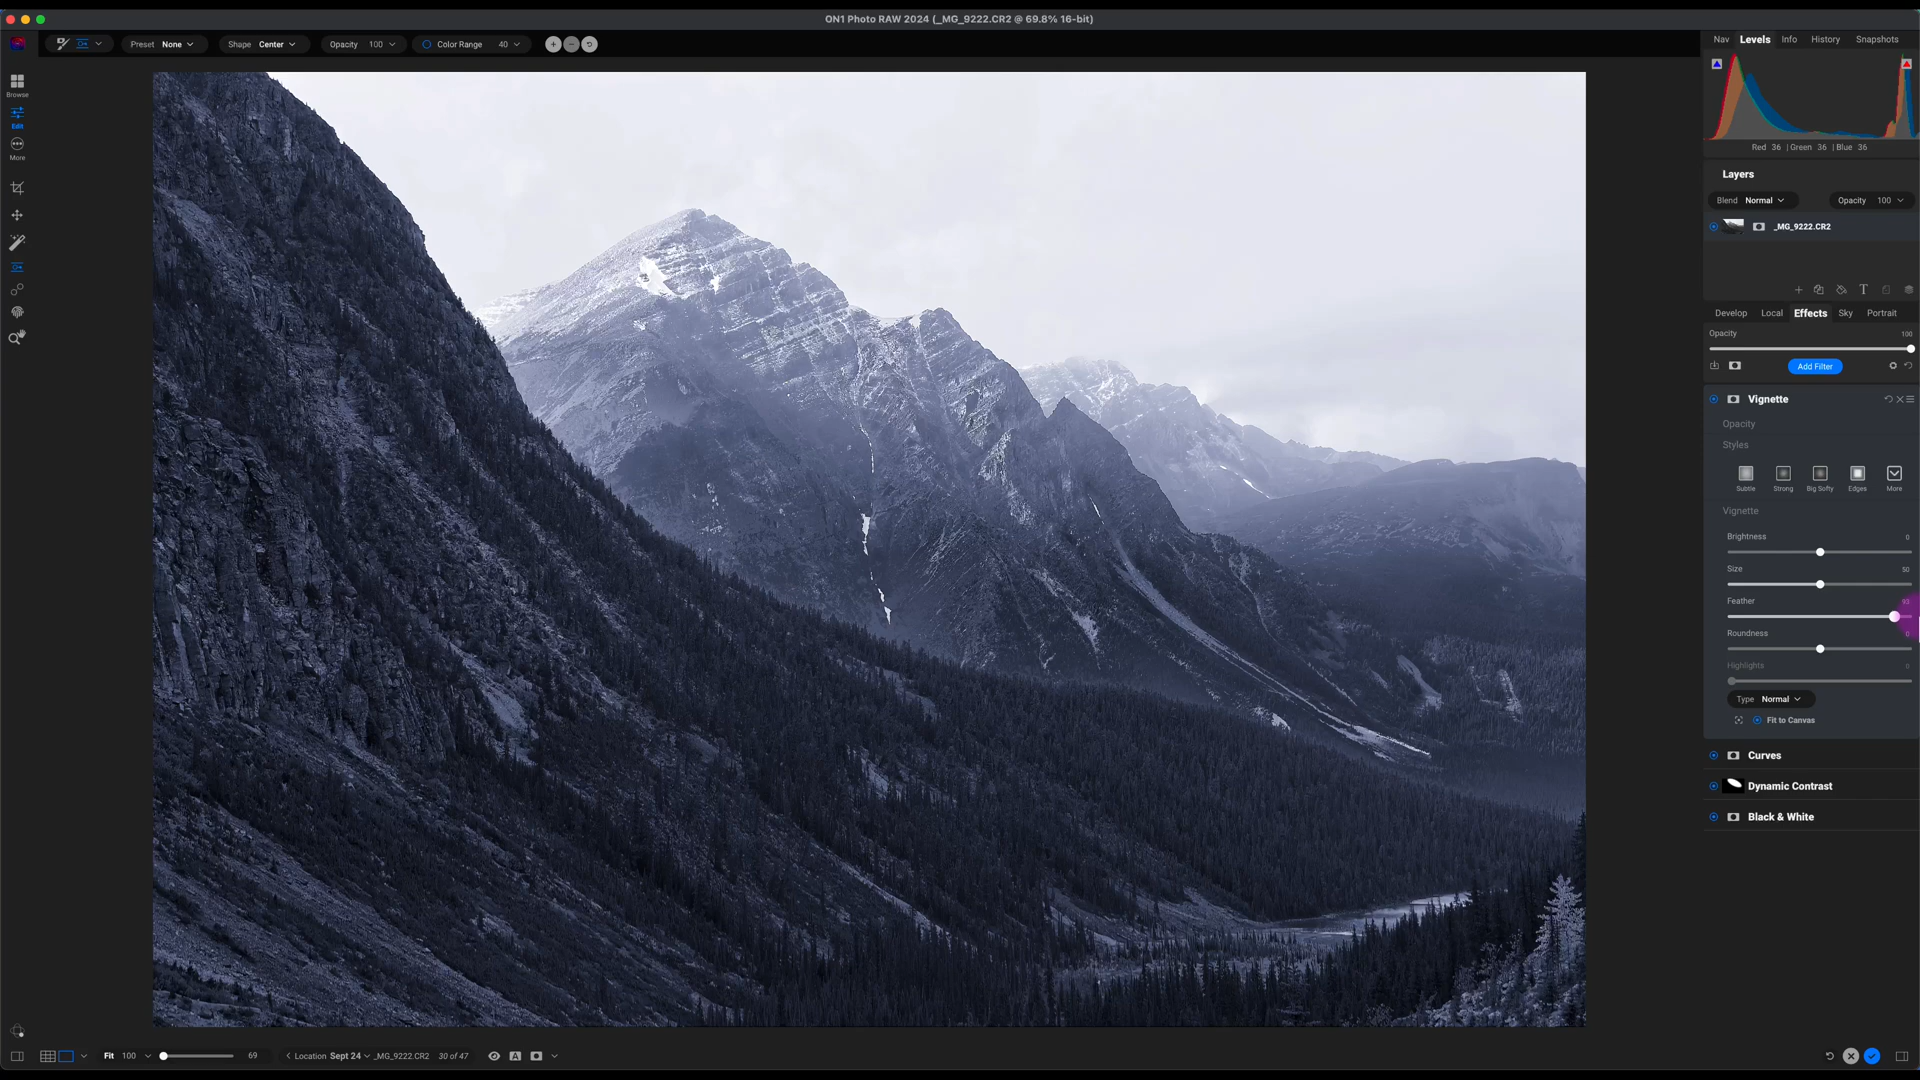 ON1 Photo RAW 2024 (_MG_9222.CR2 @ 69.8% 16-bit)
Preset None Shape Center Opacity 100 Color Range 40
Nav Levels Info History Snapshots
Browse
Edit
More
Red 36 | Green 36 | Blue 36
Layers
Blend Normal Opacity 100
_MG_9222.CR2
T
Develop Local Effects Sky Portrait
Opacity 100
Add Filter
Vignette
Opacity
Styles
Subtle Strong Big Softy Edges More
Vignette
Brightness 0
Size 50
Feather
Roundness 0
Highlights 0
Type Normal
Fit to Canvas
Curves
Dynamic Contrast
Black & White
Fit 100 69 Location Sept 24 _MG_9222.CR2 30 of 47 A